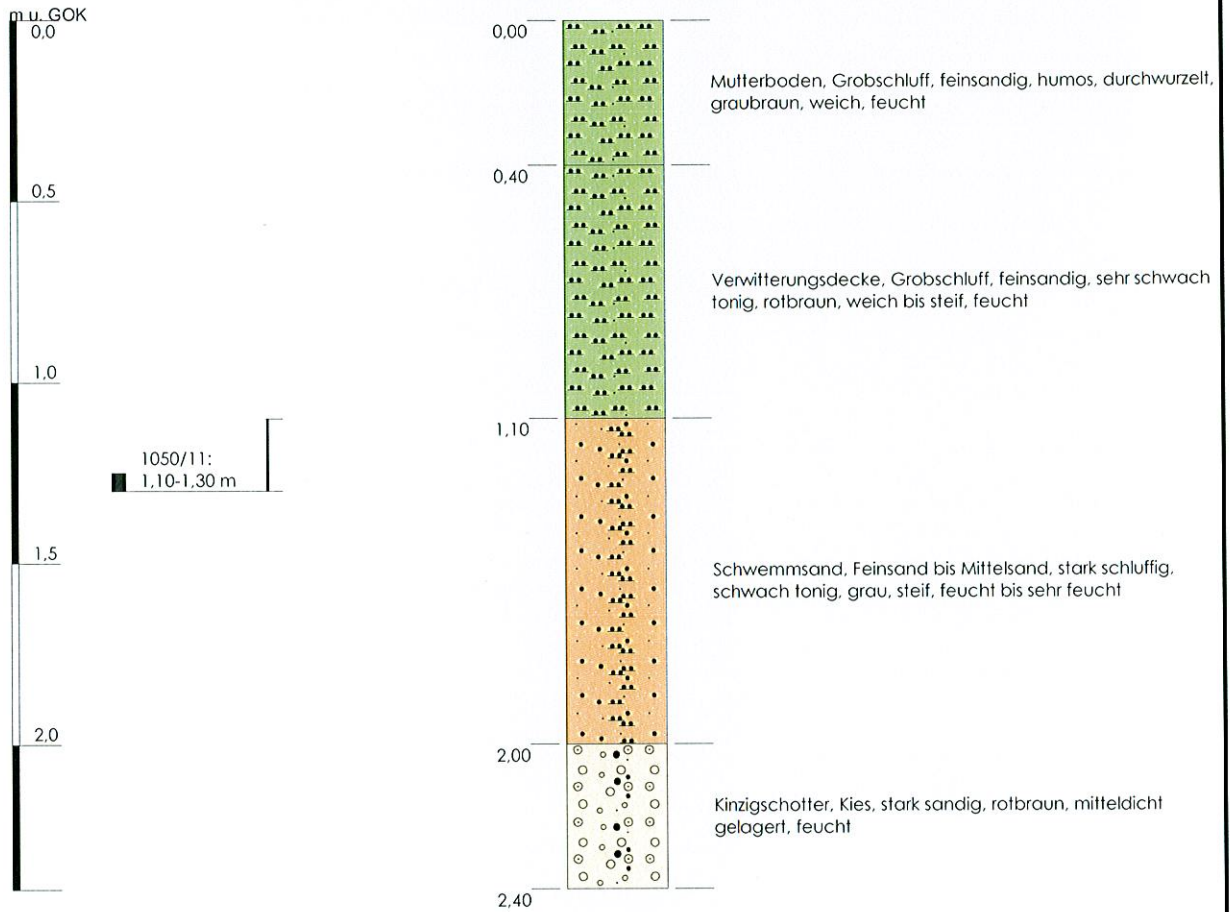 m u. GOK
0,0
0,00
Mutterboden, Grobschluff, feinsandig, humos, durchwurzelt,
graubraun, weich, feucht
0,40
0,5
Verwitterungsdecke, Grobschluff, feinsandig, sehr schwach
tonig, rotbraun, weich bis steif, feucht
1,0
1,10
1050/11:
1,10-1,30 m
1,5
Schwemmsand, Feinsand bis Mittelsand, stark schluffig,
schwach tonig, grau, steif, feucht bis sehr feucht
2,0
2,00
Kinzigschotter, Kies, stark sandig, rotbraun, mitteldicht
gelagert, feucht
2,40